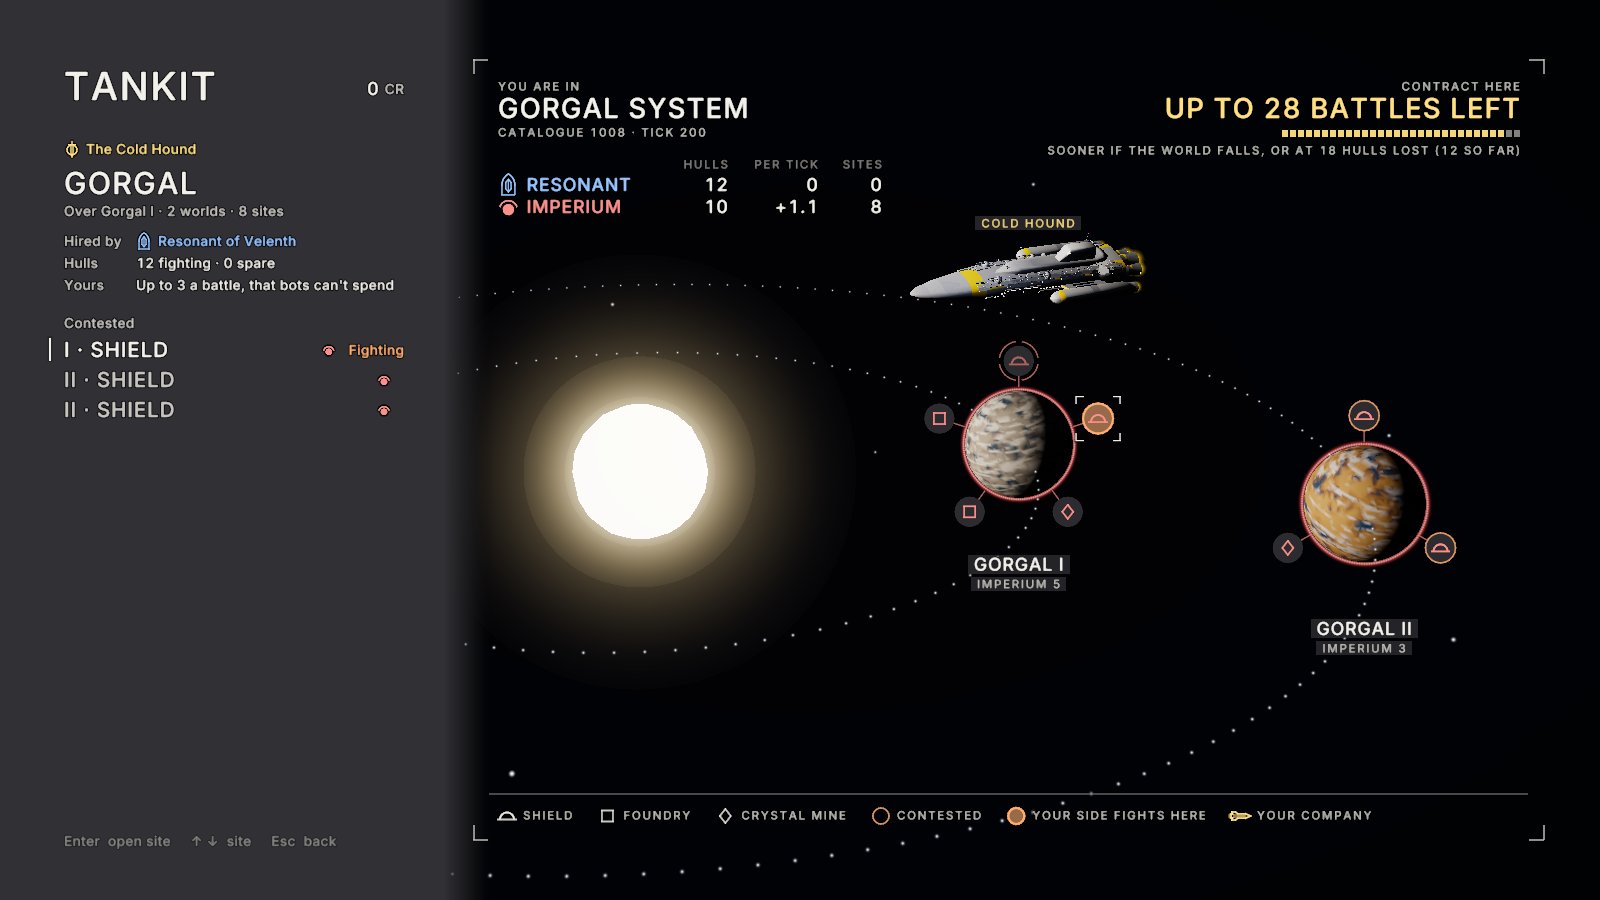 TANKIT
0 CR
The Cold Hound
GORGAL
Over Gorgal I · 2 worlds · 8 sites
Hired by Resonant of Velenth
Hulls 12 fighting · 0 spare
Yours Up to 3 a battle, that bots can't spend
Contested
I · SHIELD Fighting
II · SHIELD
II · SHIELD
Enter open site ↑ ↓ site Esc back
YOU ARE IN
GORGAL SYSTEM
CATALOGUE 1008 · TICK 200
HULLS PER TICK SITES
RESONANT 12 0 0
IMPERIUM 10 +1.1 8
CONTRACT HERE
UP TO 28 BATTLES LEFT
SOONER IF THE WORLD FALLS, OR AT 18 HULLS LOST (12 SO FAR)
COLD HOUND
GORGAL I
IMPERIUM 5
GORGAL II
IMPERIUM 3
SHIELD FOUNDRY CRYSTAL MINE CONTESTED YOUR SIDE FIGHTS HERE YOUR COMPANY